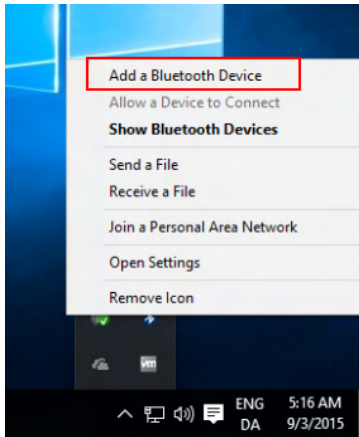 Add a Bluetooth Device
Allow a Device to Connect
Show Bluetooth Devices
Send a File
Receive a File
Join a Personal Area Network
Open Settings
Remove Icon
vm
ENG 5:16 AM
DA 9/3/2015